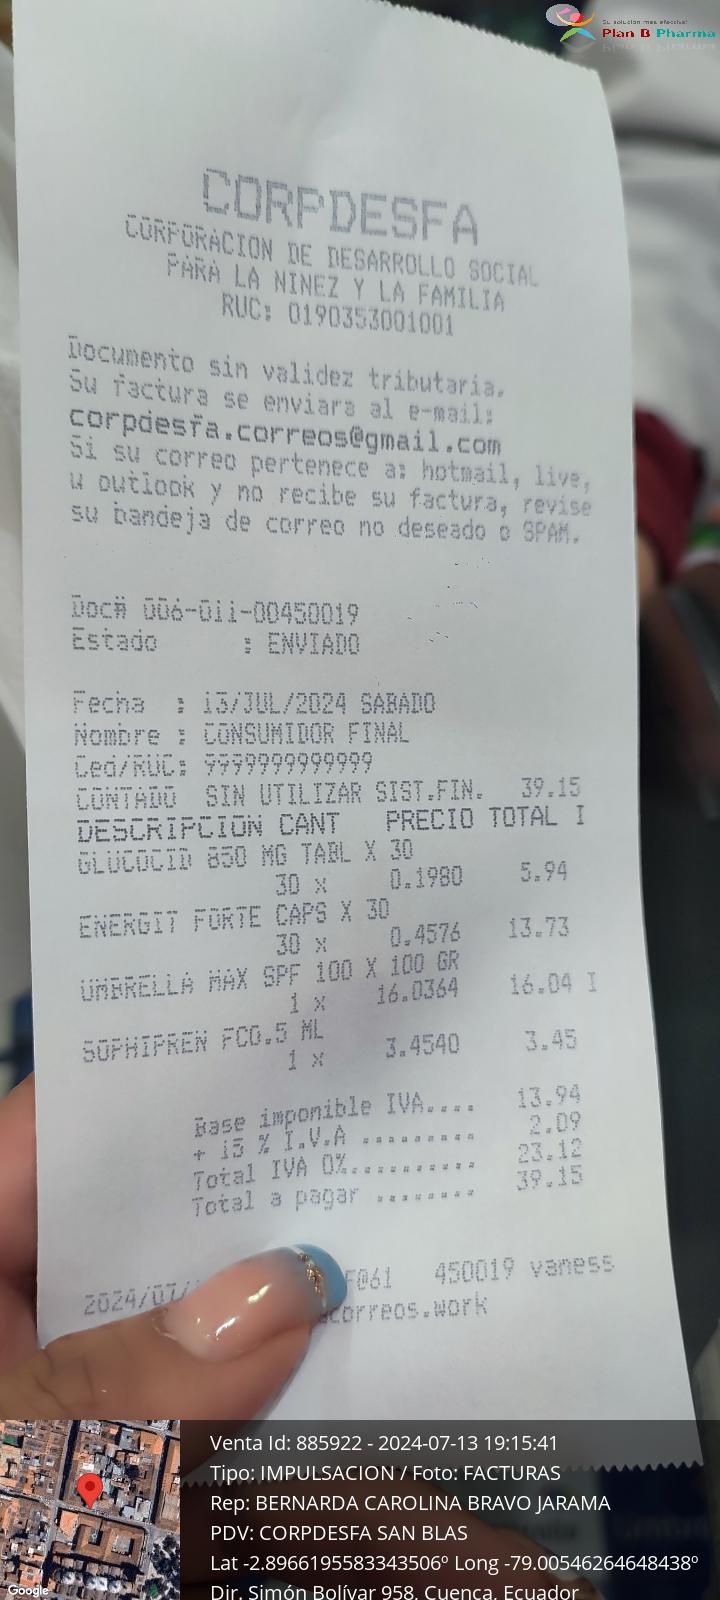 Su solución más efectiva!
Plan B Pharma
CORPDESFA
CORPORACION DE DESARROLLO SOCIAL
PARA LA NINEZ Y LA FAMILIA
RUC: 0190353001001
Documento sin validez tributaria.
Su factura se enviara al e-mail:
corpdesfa.correos@gmail.com
Si su correo pertenece a: hotmail, live,
u outlook y no recibe su factura, revise
su bandeja de correo no deseado o SPAM.
Doc# 006-011-00450019
Estado : ENVIADO
Fecha : 13/JUL/2024 SABADO
Nombre : CONSUMIDOR FINAL
Ced/RUC: 9999999999999
CONTADO SIN UTILIZAR SIST.FIN. 39.15
DESCRIPCION CANT PRECIO TOTAL I
GLUCOCID 850 MG TABL X 30
30 x 0.1980 5.94
ENERGIT FORTE CAPS X 30
30 x 0.4576 13.73
UMBRELLA MAX SPF 100 X 100 GR
1 x 16.0364 16.04 I
SOPHIPREN FCO.5 ML
1 x 3.4540 3.45
Base imponible IVA.... 13.94
+ 15 % I.V.A ......... 2.09
Total IVA 0%.......... 23.12
Total a pagar ........ 39.15
2024/07/ F@61 450019 vaness
correos.work
Venta Id: 885922 - 2024-07-13 19:15:41
Tipo: IMPULSACION / Foto: FACTURAS
Rep: BERNARDA CAROLINA BRAVO JARAMA
PDV: CORPDESFA SAN BLAS
Lat -2.8966195583343506º Long -79.00546264648438º
Dir. Simón Bolívar 958, Cuenca, Ecuador
Google